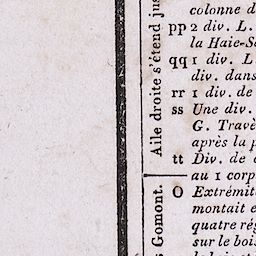 colonne d
pp 2 div. L.
la Haie-S
qq 1 div. L
div. dans
rr 1 div. de
ss Une div.
G. Travè
après la p
tt Div. de
au 1 corp
O Extrémit
montait e
quatre rég
sur le boi
Aile droite s'étend ju
s Gomont.